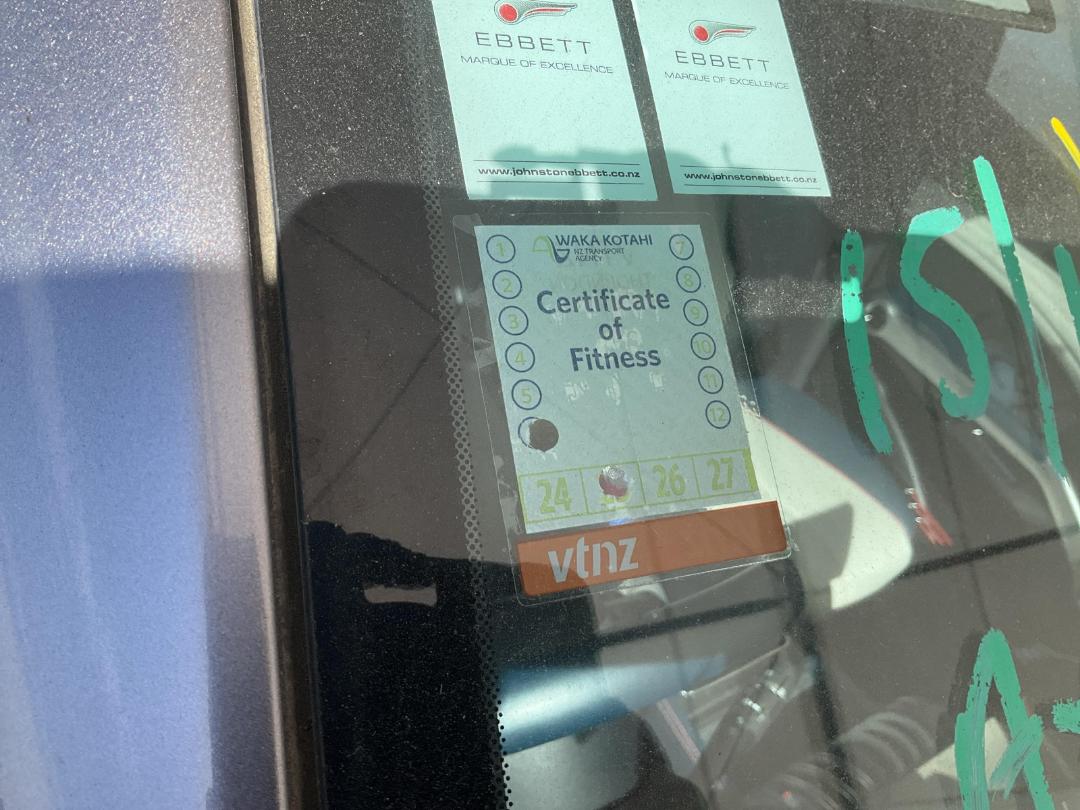 EBBETT
MARQUE OF EXCELLENCE
www.johnstonebbett.co.nz
EBBETT
MARQUE OF EXCELLENCE
www.johnstonebbett.co.nz
WAKA KOTAHI
NZ TRANSPORT
AGENCY
Certificate
of
Fitness
1
2
3
4
5
7
8
9
10
11
12
24 26 27
vtnz